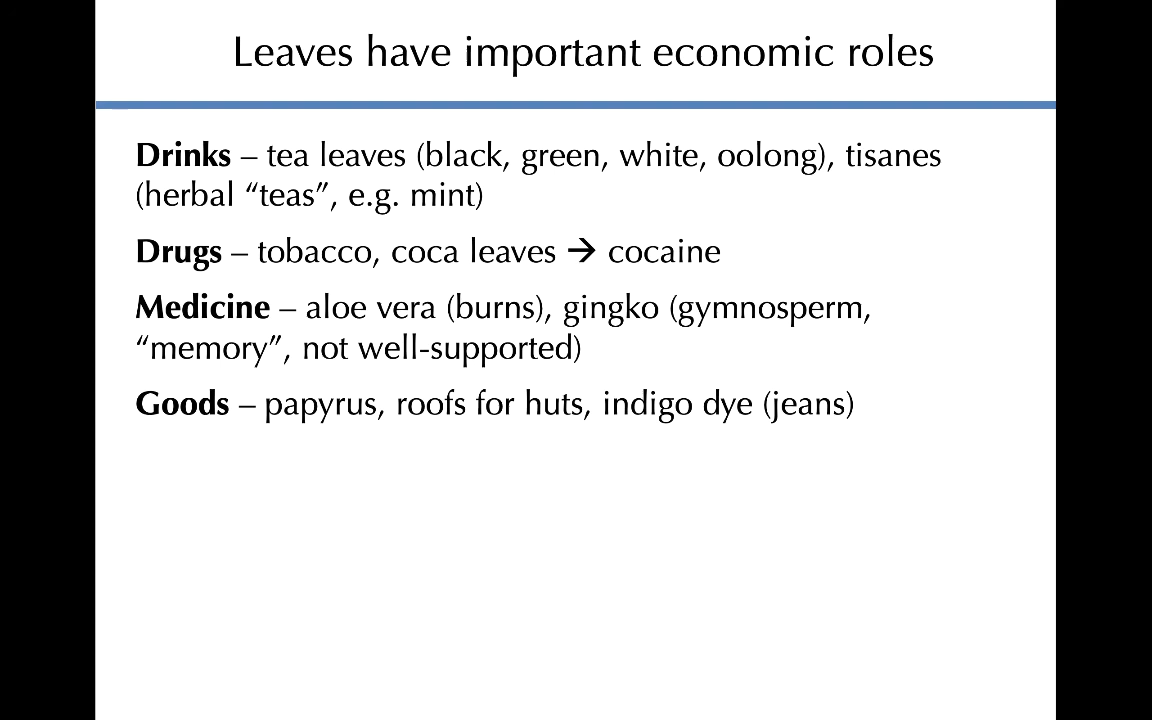 Leaves have important economic roles
Drinks – tea leaves (black, green, white, oolong), tisanes
(herbal “teas”, e.g. mint)
Drugs – tobacco, coca leaves → cocaine
Medicine – aloe vera (burns), gingko (gymnosperm,
“memory”, not well-supported)
Goods – papyrus, roofs for huts, indigo dye (jeans)